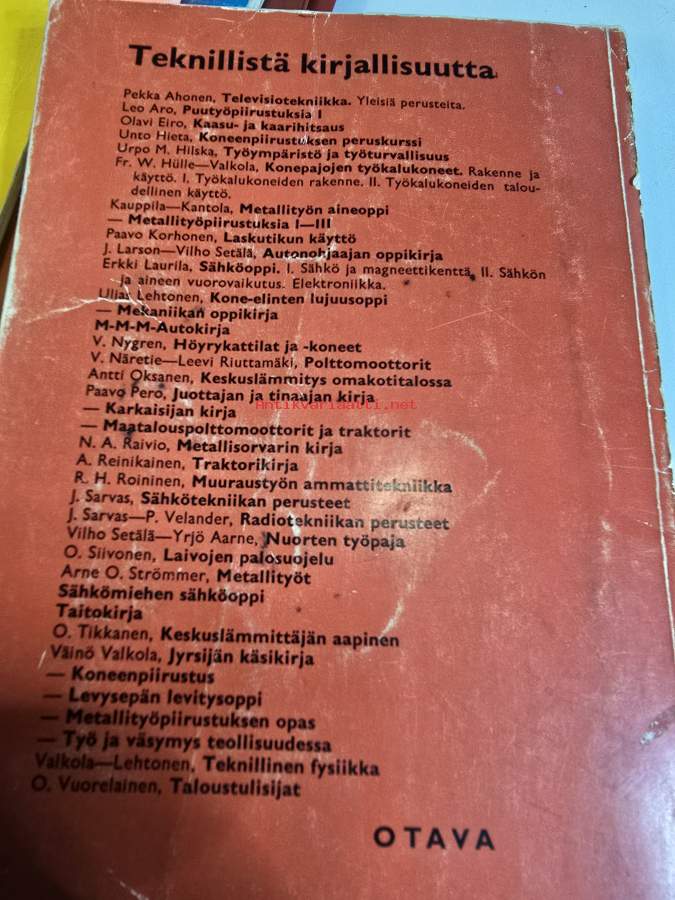 Teknillistä kirjallisuutta
Pekka Ahonen, Televisiotekniikka. Yleisiä perusteita.
Leo Aro, Puutyöpiirustuksia I
Olavi Eiro, Kaasu- ja kaarihitsaus
Unto Hieta, Koneenpiirustuksen peruskurssi
Urpo M. Hilska, Työympäristö ja työturvallisuus
Fr. W. Hülle—Valkola, Konepajojen työkalukoneet. Rakenne ja
käyttö. I. Työkalukoneiden rakenne. II. Työkalukoneiden talou-
dellinen käyttö.
Kauppila—Kantola, Metallityön aineoppi
— Metallityöpiirustuksia I—III
Paavo Korhonen, Laskutikun käyttö
J. Larson—Vilho Setälä, Autonohjaajan oppikirja
Erkki Laurila, Sähköoppi. I. Sähkö ja magneettikenttä. II. Sähkön
ja aineen vuorovaikutus. Elektroniikka.
Uljas Lehtonen, Kone-elinten lujuusoppi
— Mekaniikan oppikirja
M-M-M-Autokirja
V. Nygren, Höyrykattilat ja -koneet
V. Näretie—Leevi Riuttamäki, Polttomoottorit
Antti Oksanen, Keskuslämmitys omakotitalossa
Paavo Pero, Juottajan ja tinaajan kirja
Antikvariaatti.net
— Karkaisijan kirja
— Maatalouspolttomoottorit ja traktorit
N. A. Raivio, Metallisorvarin kirja
A. Reinikainen, Traktorikirja
R. H. Roininen, Muuraustyön ammattitekniikka
J. Sarvas, Sähkötekniikan perusteet
J. Sarvas—P. Velander, Radiotekniikan perusteet
Vilho Setälä—Yrjö Aarne, Nuorten työpaja
O. Siivonen, Laivojen palosuojelu
Arne O. Strömmer, Metallityöt
Sähkömiehen sähköoppi
Taitokirja
O. Tikkanen, Keskuslämmittäjän aapinen
Väinö Valkola, Jyrsijän käsikirja
— Koneenpiirustus
— Levysepän levitysoppi
— Metallityöpiirustuksen opas
— Työ ja väsymys teollisuudessa
Valkola—Lehtonen, Teknillinen fysiikka
O. Vuorelainen, Taloustulisijat
OTAVA